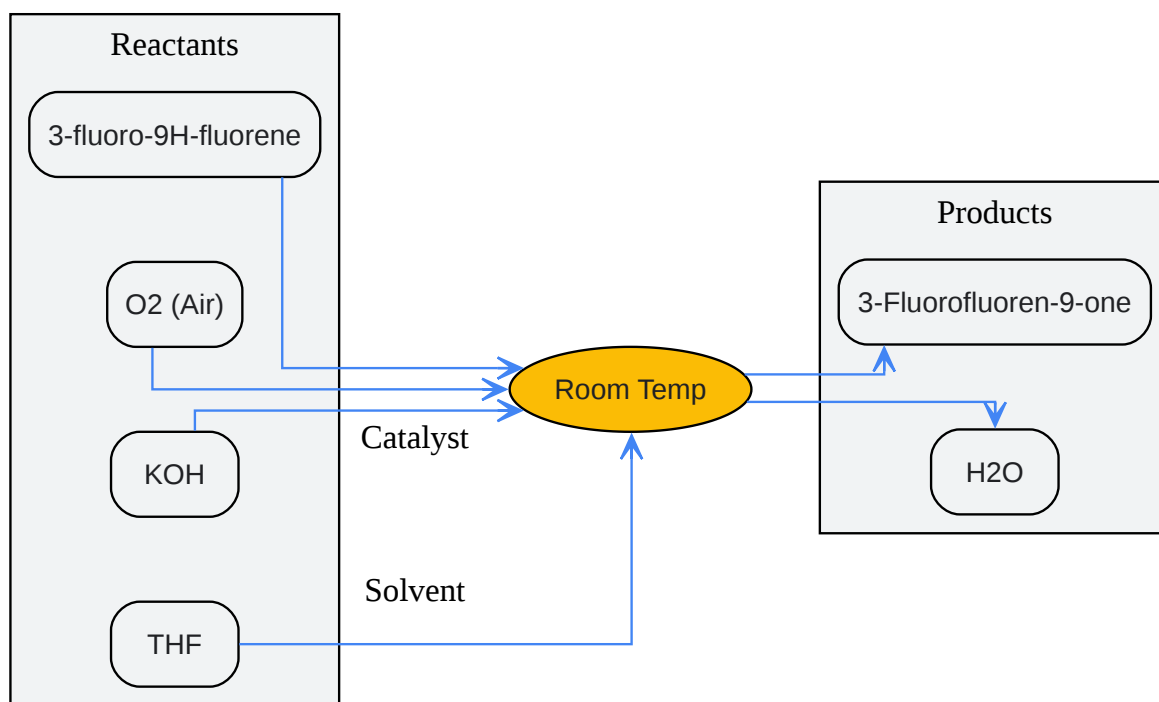 Reactants
3-fluoro-9H-fluorene
O2 (Air)
KOH
THF
Catalyst
Solvent
Room Temp
Products
3-Fluorofluoren-9-one
H2O